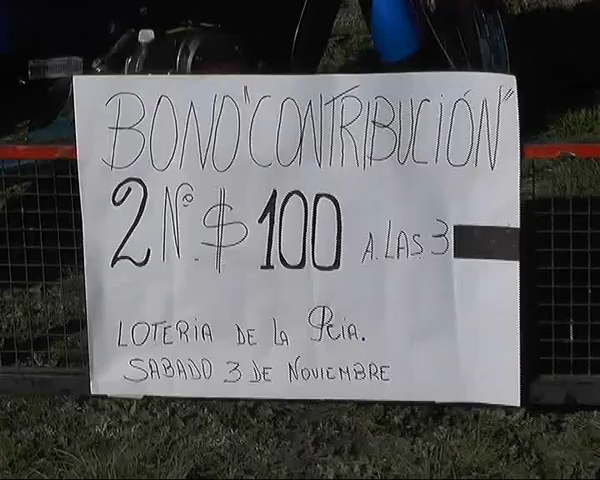 BONO "CONTRIBUCIÓN"
2 Nº $ 100 A LAS 3
LOTERIA DE LA Pcia.
SABADO 3 DE NOVIEMBRE